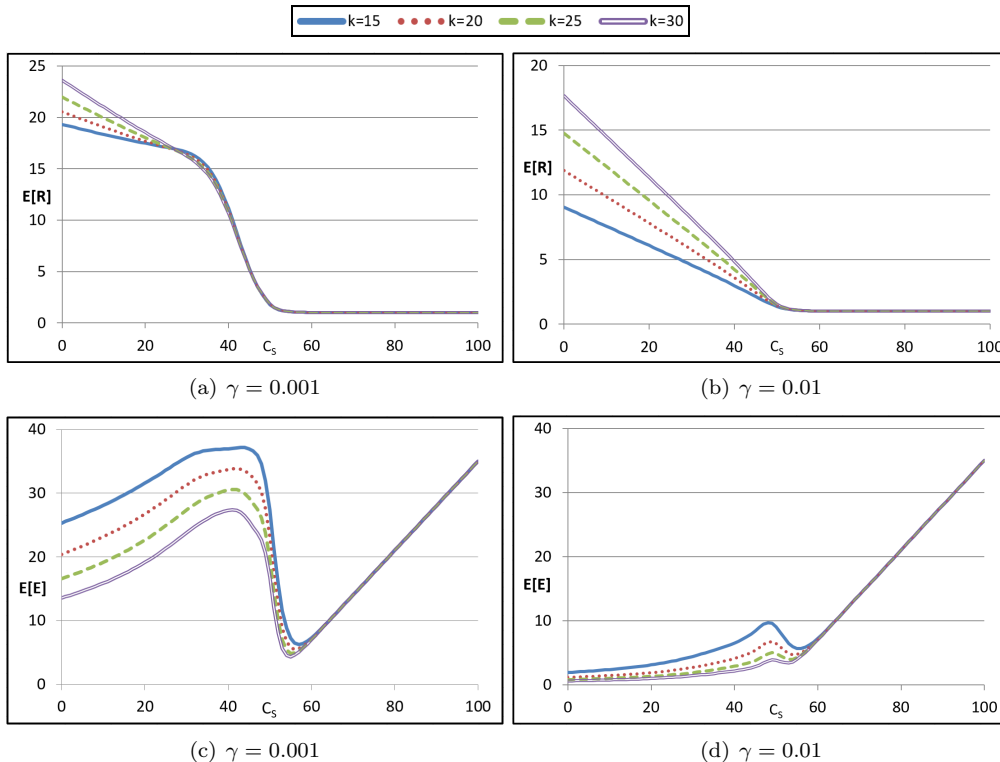 k=15 k=20 k=25 k=30
25
20
15
E[R]
10
5
0
0 20 40 C_S 60 80 100
(a) γ = 0.001
20
15
E[R]
10
5
0
0 20 40 C_S 60 80 100
(b) γ = 0.01
40
30
20
E[E]
10
0
0 20 40 C_S 60 80 100
(c) γ = 0.001
40
30
20
E[E]
10
0
0 20 40 C_S 60 80 100
(d) γ = 0.01